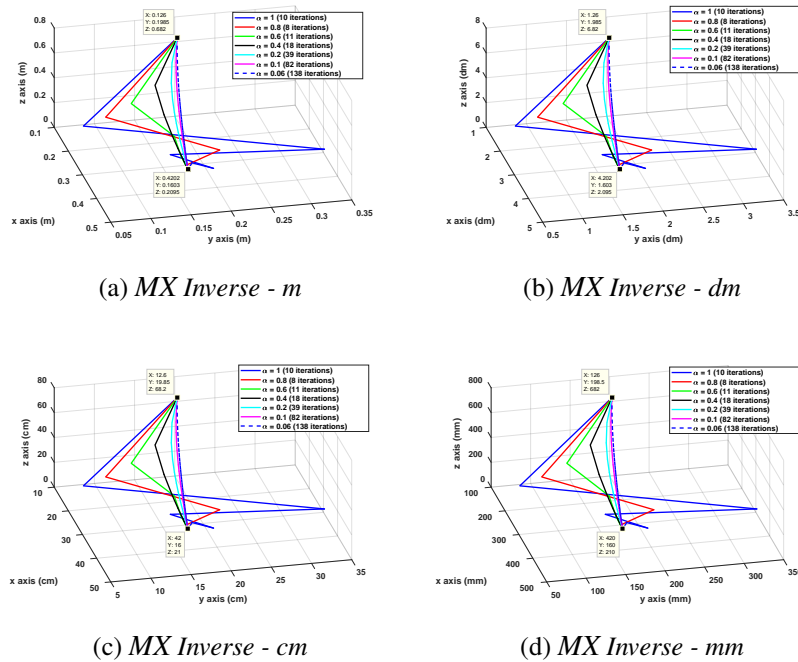 X: 0.126
Y: 0.1985
Z: 0.682
α = 1 (10 iterations)
α = 0.8 (8 iterations)
α = 0.6 (11 iterations)
α = 0.4 (18 iterations)
α = 0.2 (39 iterations)
α = 0.1 (82 iterations)
α = 0.06 (138 iterations)
0.8
0.6
0.4
0.2
0
z axis (m)
0.1
0.2
0.3
0.4
0.5
x axis (m)
X: 0.4202
Y: 0.1603
Z: 0.2095
0.05
0.1
0.15
0.2
0.25
0.3
0.35
y axis (m)
(a) MX Inverse - m
X: 1.26
Y: 1.985
Z: 6.82
α = 1 (10 iterations)
α = 0.8 (8 iterations)
α = 0.6 (11 iterations)
α = 0.4 (18 iterations)
α = 0.2 (39 iterations)
α = 0.1 (82 iterations)
α = 0.06 (138 iterations)
8
6
4
2
0
z axis (dm)
1
2
3
4
5
x axis (dm)
X: 4.202
Y: 1.603
Z: 2.095
0.5
1
1.5
2
2.5
3
3.5
y axis (dm)
(b) MX Inverse - dm
X: 12.6
Y: 19.85
Z: 68.2
α = 1 (10 iterations)
α = 0.8 (8 iterations)
α = 0.6 (11 iterations)
α = 0.4 (18 iterations)
α = 0.2 (39 iterations)
α = 0.1 (82 iterations)
α = 0.06 (138 iterations)
80
60
40
20
0
z axis (cm)
10
20
30
40
50
x axis (cm)
X: 42
Y: 16
Z: 21
5
10
15
20
25
30
35
y axis (cm)
(c) MX Inverse - cm
X: 126
Y: 198.5
Z: 682
α = 1 (10 iterations)
α = 0.8 (8 iterations)
α = 0.6 (11 iterations)
α = 0.4 (18 iterations)
α = 0.2 (39 iterations)
α = 0.1 (82 iterations)
α = 0.06 (138 iterations)
800
600
400
200
0
z axis (mm)
100
200
300
400
500
x axis (mm)
X: 420
Y: 160
Z: 210
50
100
150
200
250
300
350
y axis (mm)
(d) MX Inverse - mm